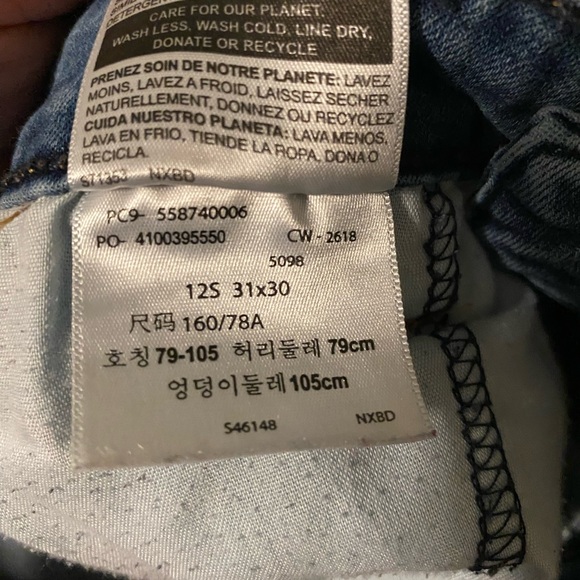 CARE FOR OUR PLANET.
WASH LESS, WASH COLD, LINE DRY,
DONATE OR RECYCLE
PRENEZ SOIN DE NOTRE PLANETE: LAVEZ
MOINS, LAVEZ A FROID, LAISSEZ SECHER
NATURELLEMENT, DONNEZ OU RECYCLEZ
CUIDA NUESTRO PLANETA: LAVA MENOS,
LAVA EN FRIO, TIENDE LA ROPA, DONA O
RECICLA.
S71353 NXBD
PC9- 558740006
PO- 4100395550 CW - 2618
5098
12S 31x30
尺码 160/78A
호칭 79-105 허리둘레 79cm
엉덩이둘레 105cm
S46148 NXBD